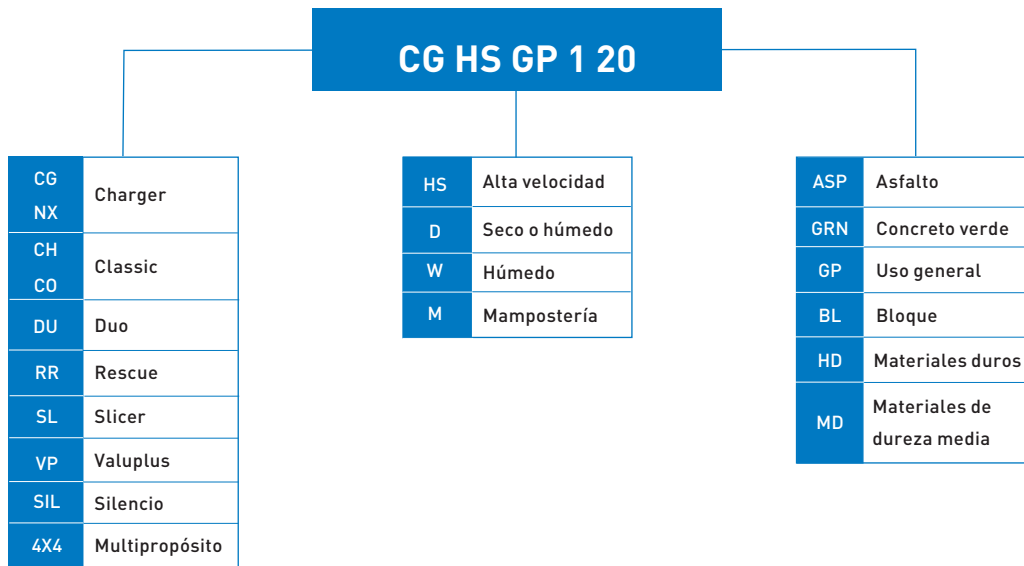 CG HS GP 1 20
CG
NX
Charger
CH
CO
Classic
DU Duo
RR Rescue
SL Slicer
VP Valuplus
SIL Silencio
4X4 Multipropósito
HS Alta velocidad
D Seco o húmedo
W Húmedo
M Mampostería
ASP Asfalto
GRN Concreto verde
GP Uso general
BL Bloque
HD Materiales duros
MD Materiales de
dureza media